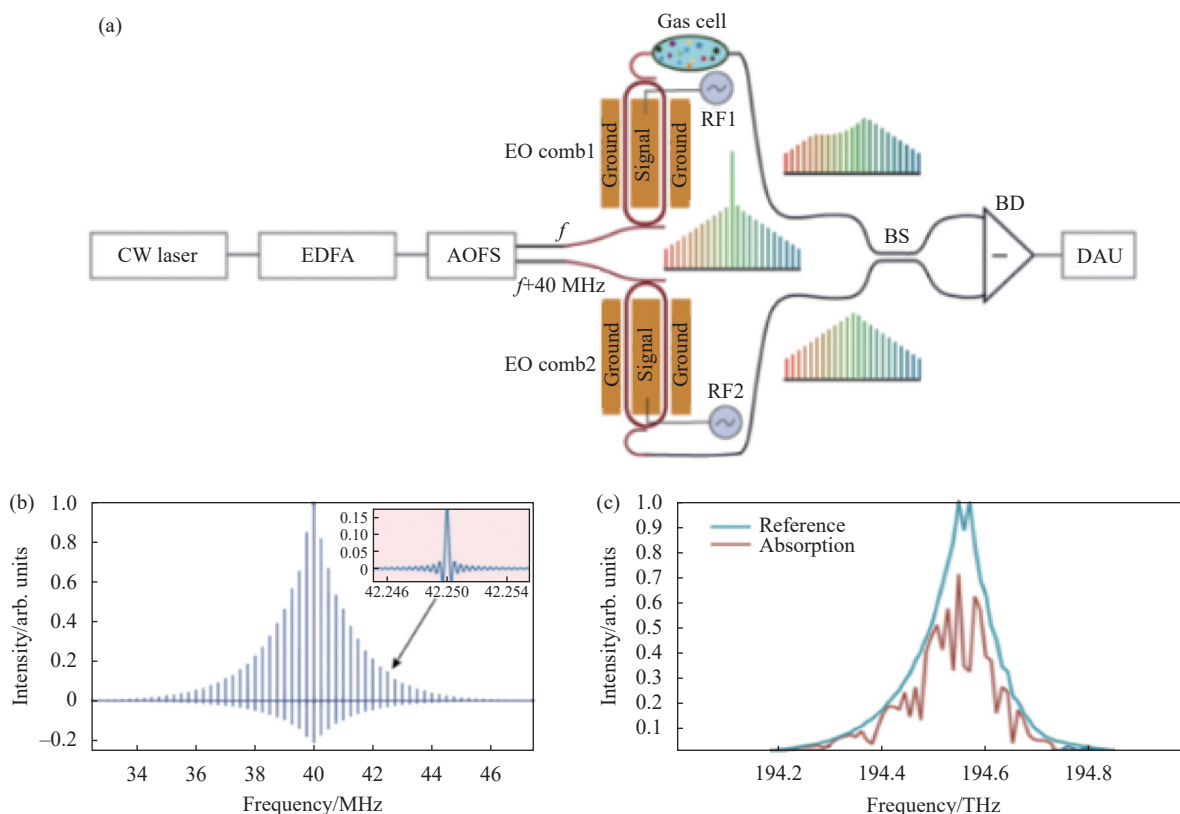 (a)
Gas cell
RF1
EO comb1
Ground
Signal
Ground
CW laser
EDFA
AOFS
f
f+40 MHz
BS
BD
−
DAU
EO comb2
Ground
Signal
Ground
RF2
(b)
Intensity/arb. units
1.0
0.8
0.6
0.4
0.2
0
−0.2
34
36
38
40
42
44
46
Frequency/MHz
0.15
0.05
0
42.246
42.250
42.254
(c)
Intensity/arb. units
1.0
0.9
0.8
0.7
0.6
0.5
0.4
0.3
0.2
0.1
Reference
Absorption
194.2
194.4
194.6
194.8
Frequency/THz